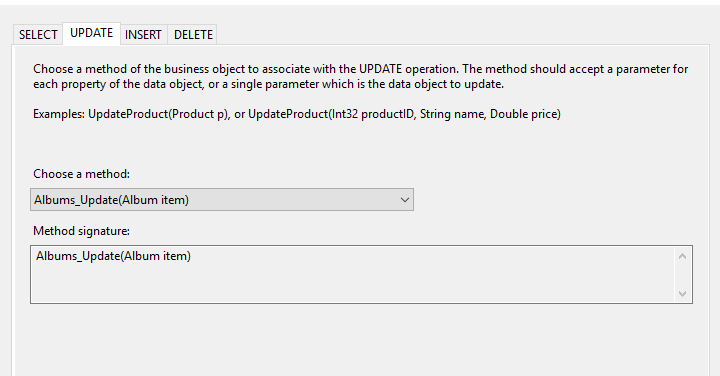 SELECT UPDATE INSERT DELETE
Choose a method of the business object to associate with the UPDATE operation. The method should accept a parameter for
each property of the data object, or a single parameter which is the data object to update.
Examples: UpdateProduct(Product p), or UpdateProduct(Int32 productID, String name, Double price)
Choose a method:
Albums_Update(Album item)
Method signature:
Albums_Update(Album item)